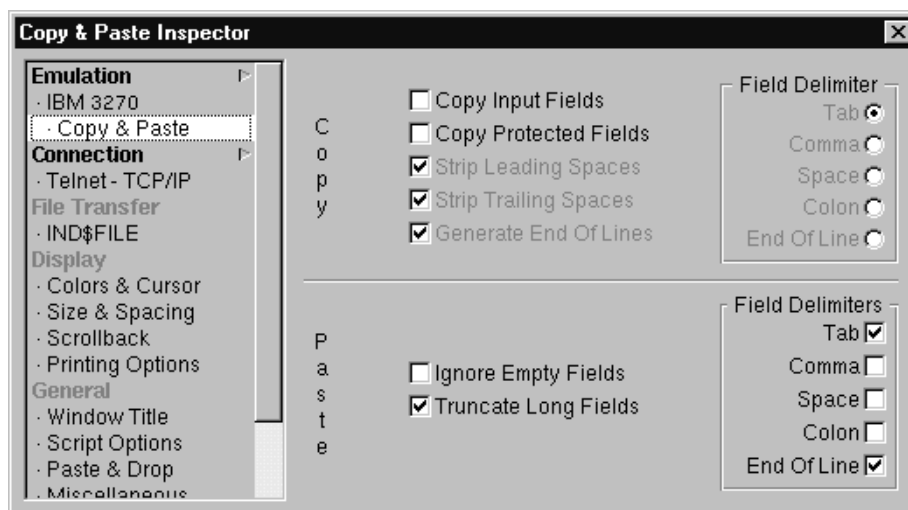 Copy & Paste Inspector
Emulation
· IBM 3270
· Copy & Paste
Connection
· Telnet - TCP/IP
File Transfer
· IND$FILE
Display
· Colors & Cursor
· Size & Spacing
· Scrollback
· Printing Options
General
· Window Title
· Script Options
· Paste & Drop
· Miscellaneous
Copy
Copy Input Fields
Copy Protected Fields
Strip Leading Spaces
Strip Trailing Spaces
Generate End Of Lines
Field Delimiter
Tab
Comma
Space
Colon
End Of Line
Paste
Ignore Empty Fields
Truncate Long Fields
Field Delimiters
Tab
Comma
Space
Colon
End Of Line